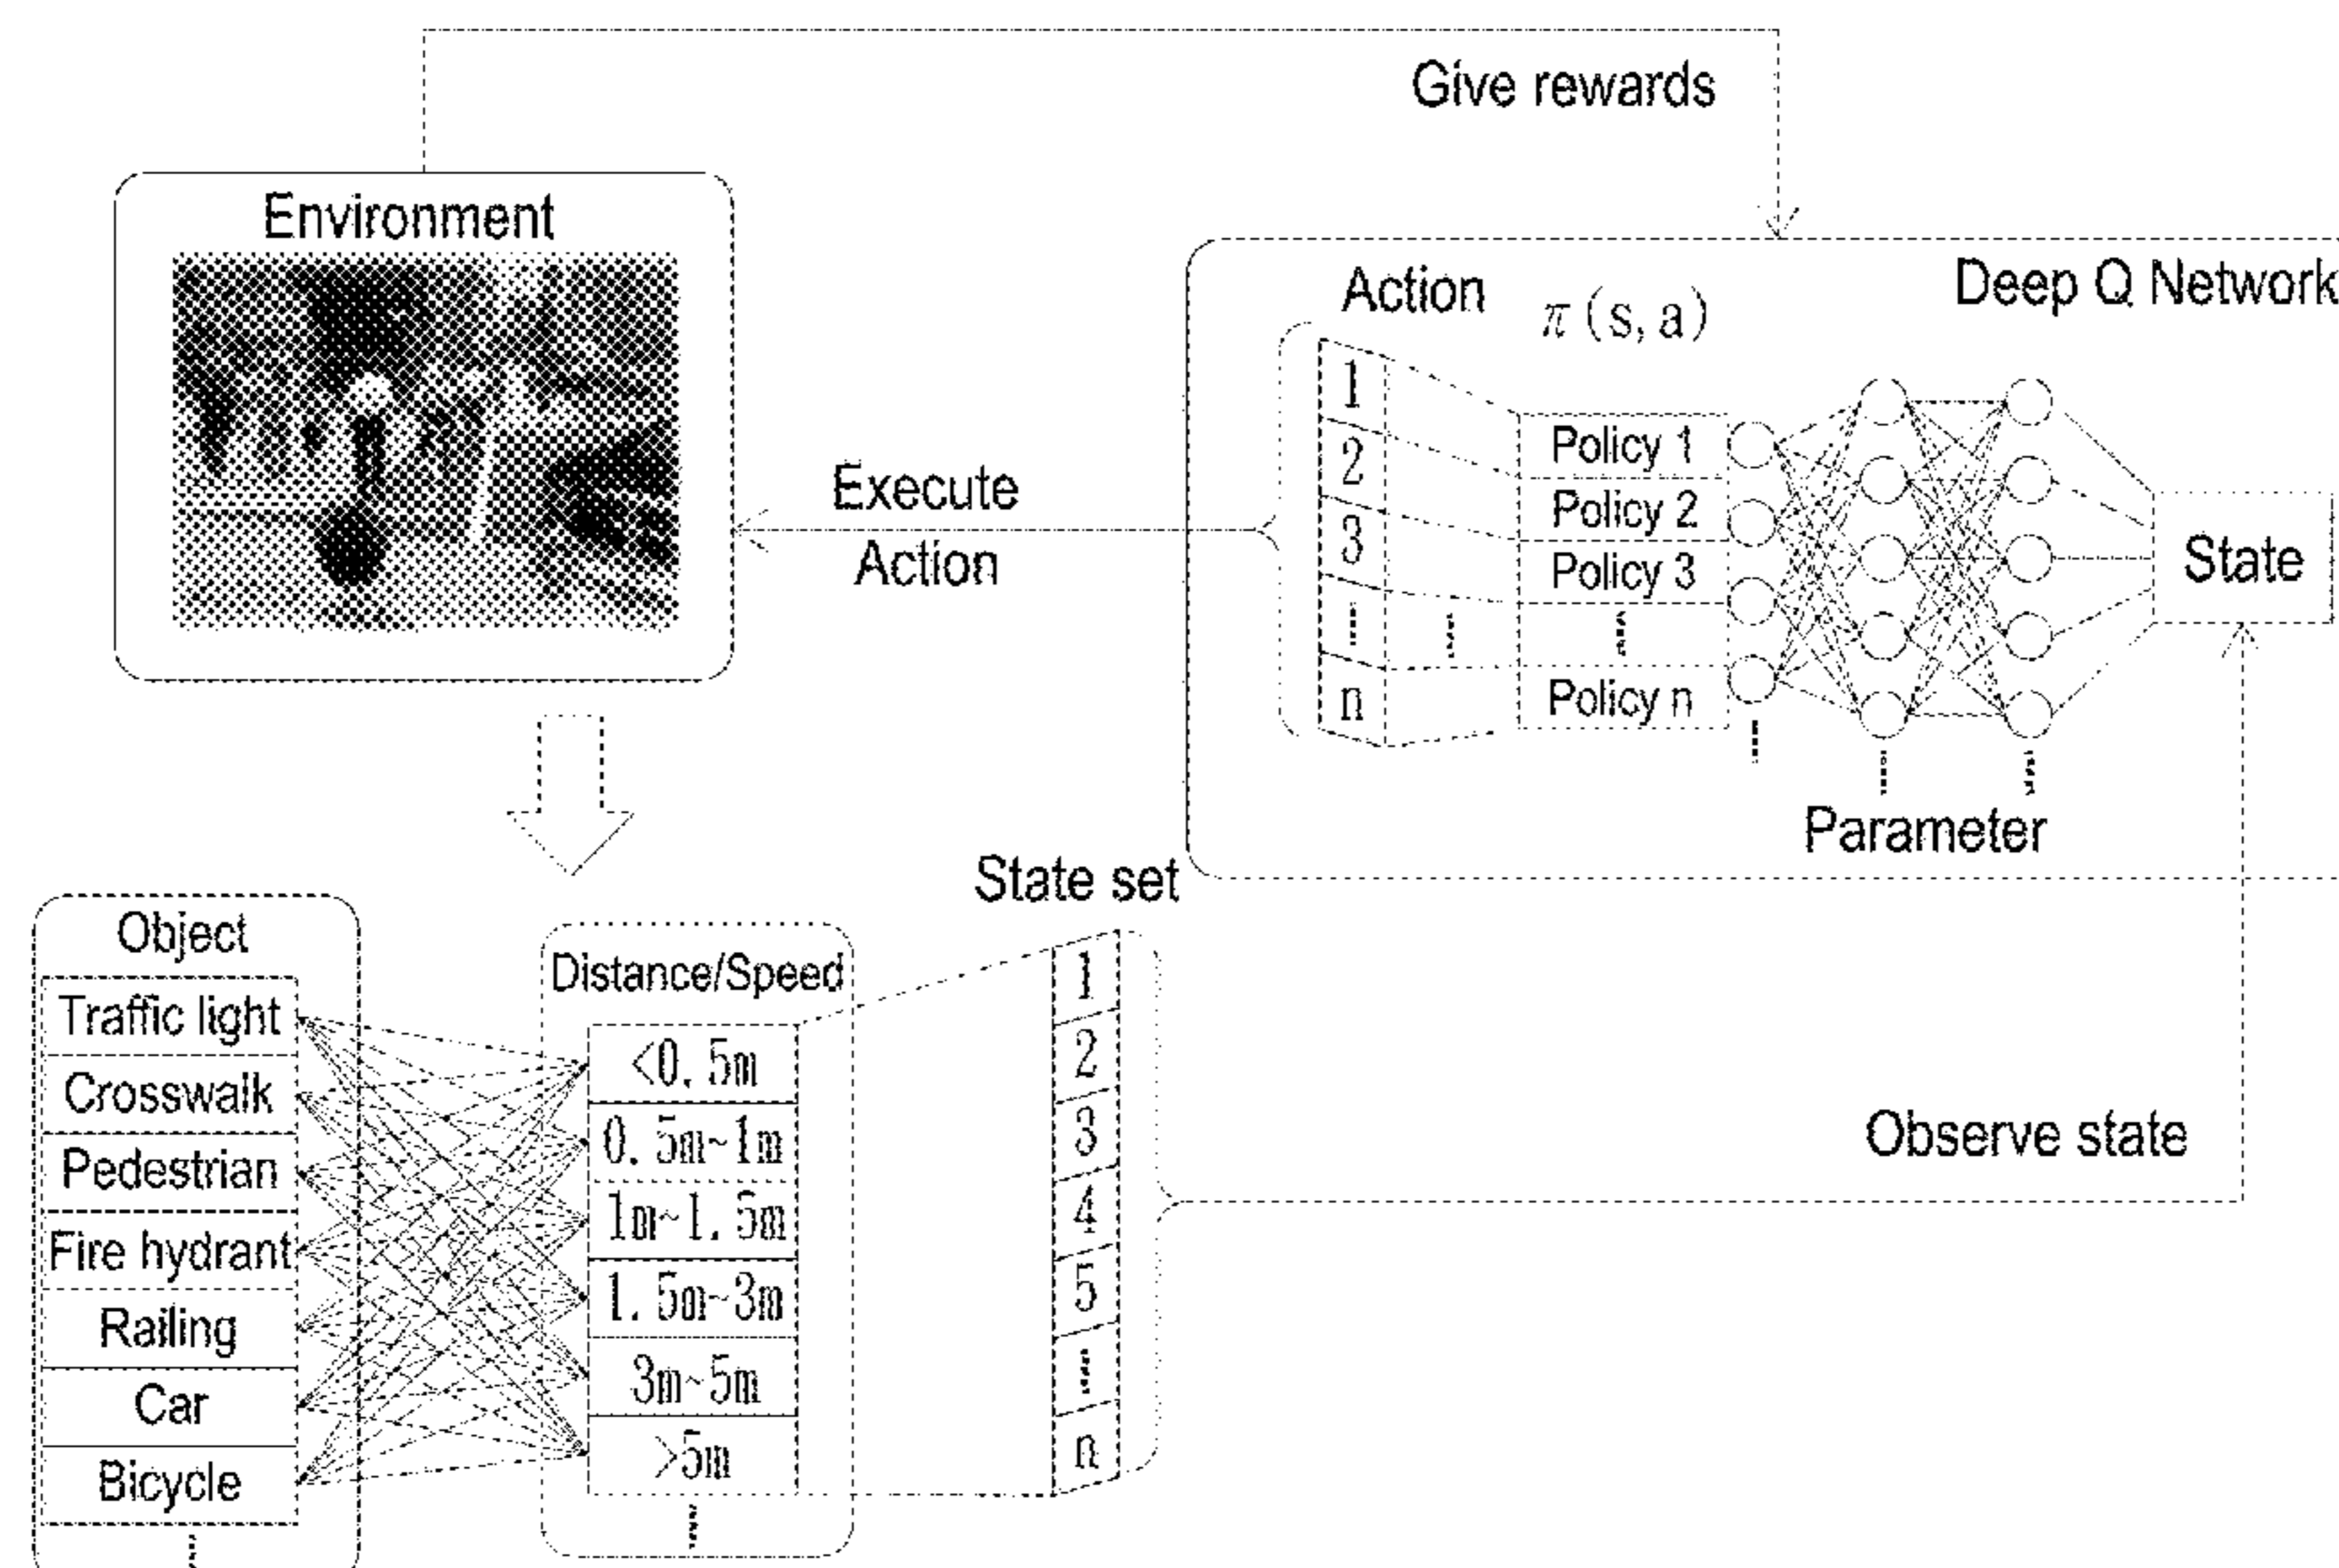 Give rewards
Environment
Execute
Action
Deep Q Network
Action
π (s, a)
1
2
3
n
Policy 1
Policy 2
Policy 3
Policy n
State
Parameter
State set
Object
Traffic light
Crosswalk
Pedestrian
Fire hydrant
Railing
Car
Bicycle
Distance/Speed
<0. 5m
0. 5m~1m
1m~1. 5m
1. 5m~3m
3m~5m
>5m
1
2
3
4
5
n
Observe state